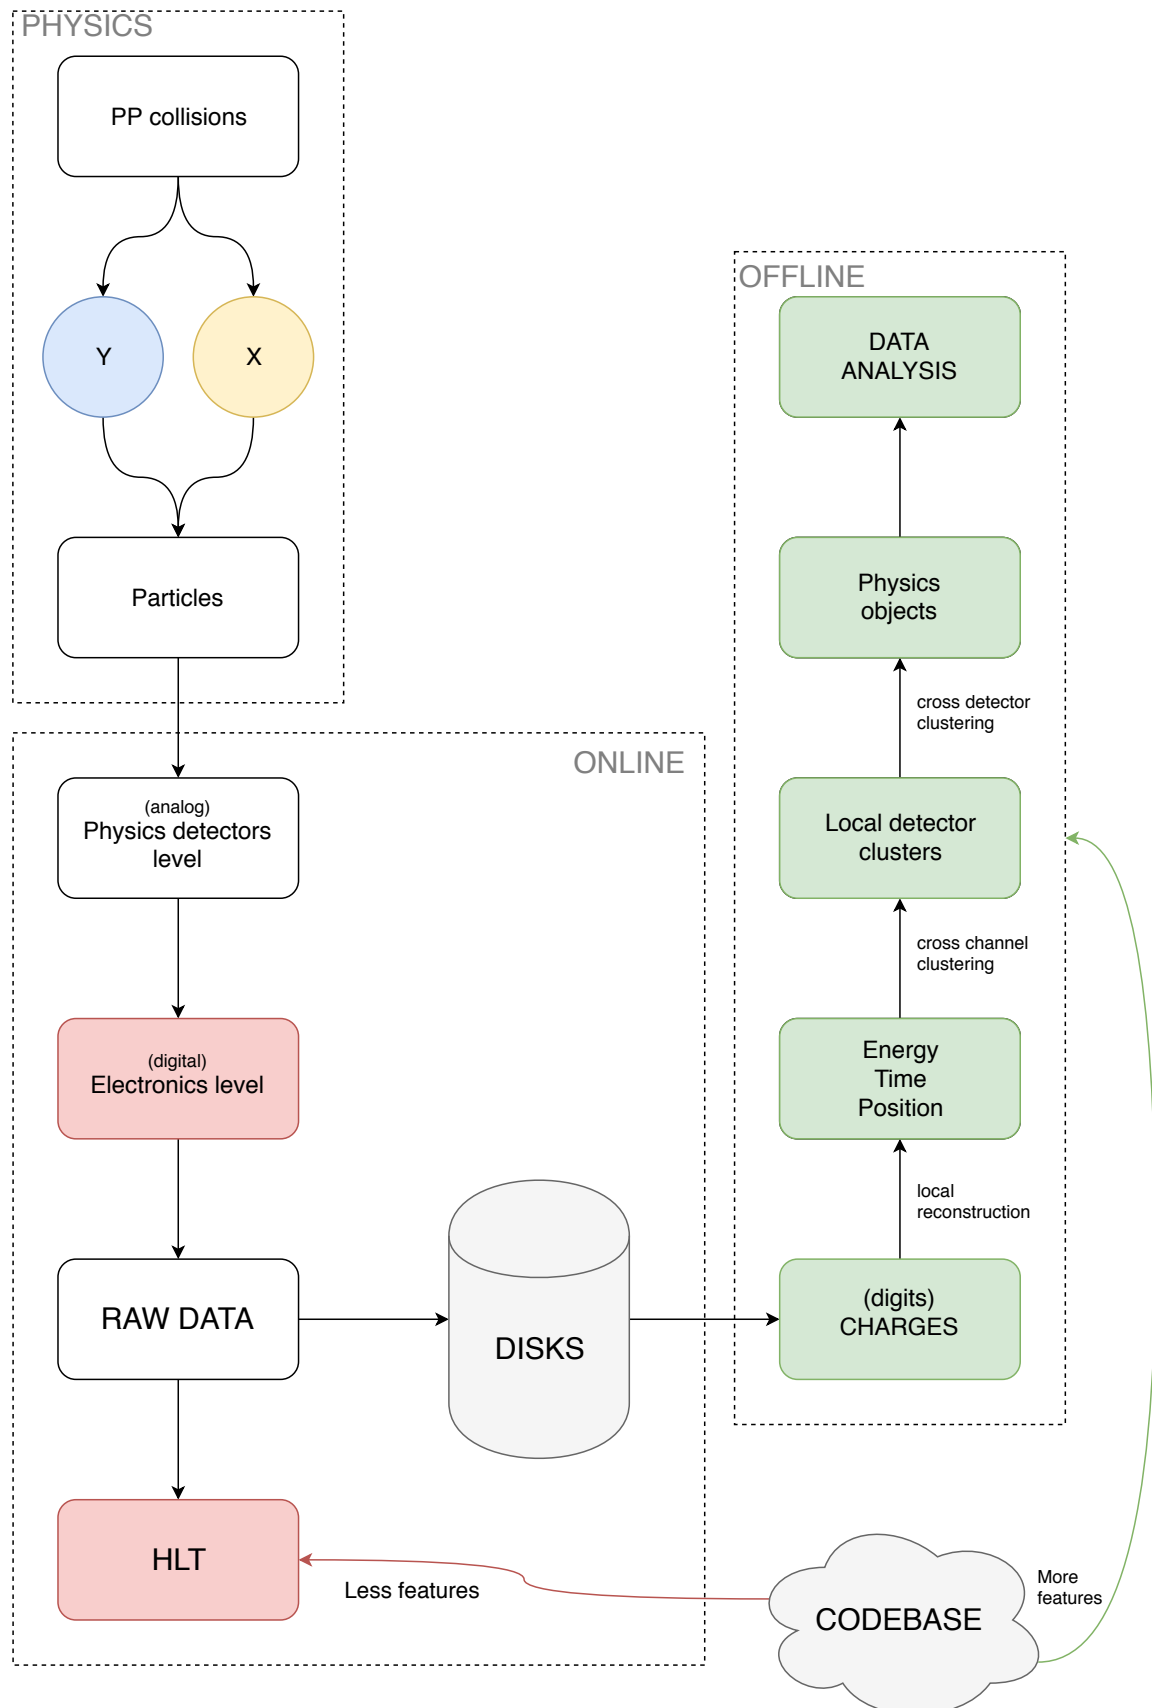 PHYSICS
PP collisions
Y
X
Particles
ONLINE
(analog)
Physics detectors
level
(digital)
Electronics level
RAW DATA
DISKS
HLT
Less features
OFFLINE
DATA
ANALYSIS
Physics
objects
cross detector
clustering
Local detector
clusters
cross channel
clustering
Energy
Time
Position
local
reconstruction
(digits)
CHARGES
CODEBASE
More
features